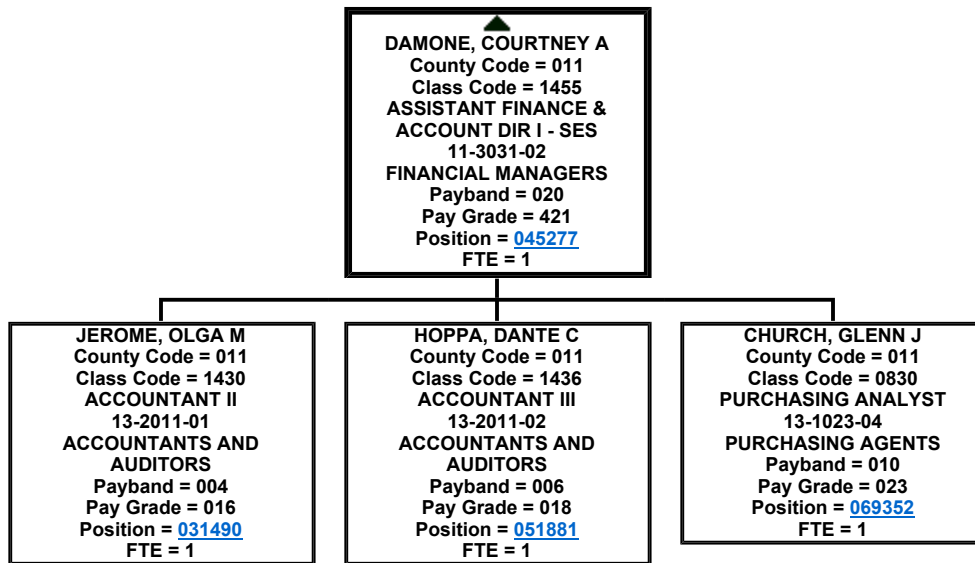 DAMONE, COURTNEY A
County Code = 011
Class Code = 1455
ASSISTANT FINANCE &
ACCOUNT DIR I - SES
11-3031-02
FINANCIAL MANAGERS
Payband = 020
Pay Grade = 421
Position = 045277
FTE = 1
JEROME, OLGA M
County Code = 011
Class Code = 1430
ACCOUNTANT II
13-2011-01
ACCOUNTANTS AND
AUDITORS
Payband = 004
Pay Grade = 016
Position = 031490
FTE = 1
HOPPA, DANTE C
County Code = 011
Class Code = 1436
ACCOUNTANT III
13-2011-02
ACCOUNTANTS AND
AUDITORS
Payband = 006
Pay Grade = 018
Position = 051881
FTE = 1
CHURCH, GLENN J
County Code = 011
Class Code = 0830
PURCHASING ANALYST
13-1023-04
PURCHASING AGENTS
Payband = 010
Pay Grade = 023
Position = 069352
FTE = 1